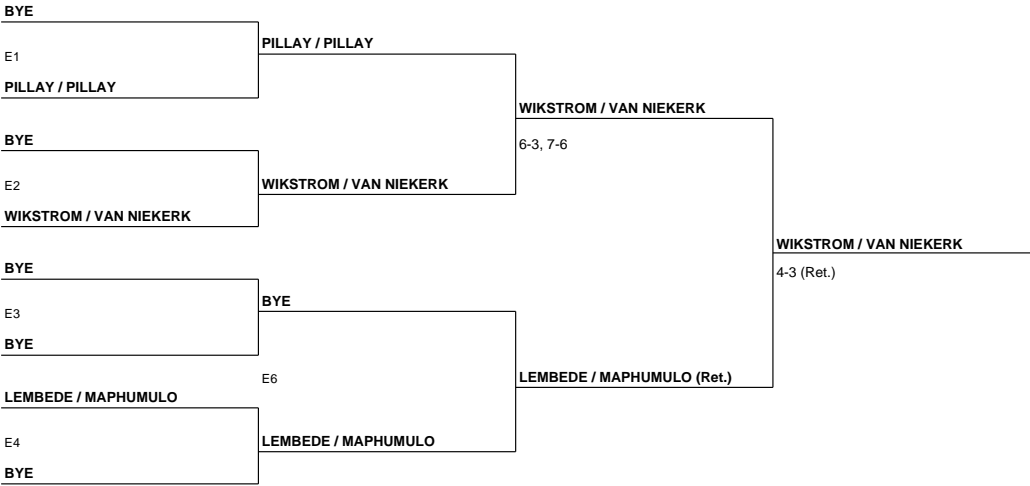 BYE
E1
PILLAY / PILLAY
BYE
E2
WIKSTROM / VAN NIEKERK
BYE
E3
BYE
LEMBEDE / MAPHUMULO
E4
BYE
PILLAY / PILLAY
WIKSTROM / VAN NIEKERK
BYE
E6
LEMBEDE / MAPHUMULO
WIKSTROM / VAN NIEKERK
6-3, 7-6
LEMBEDE / MAPHUMULO (Ret.)
WIKSTROM / VAN NIEKERK
4-3 (Ret.)